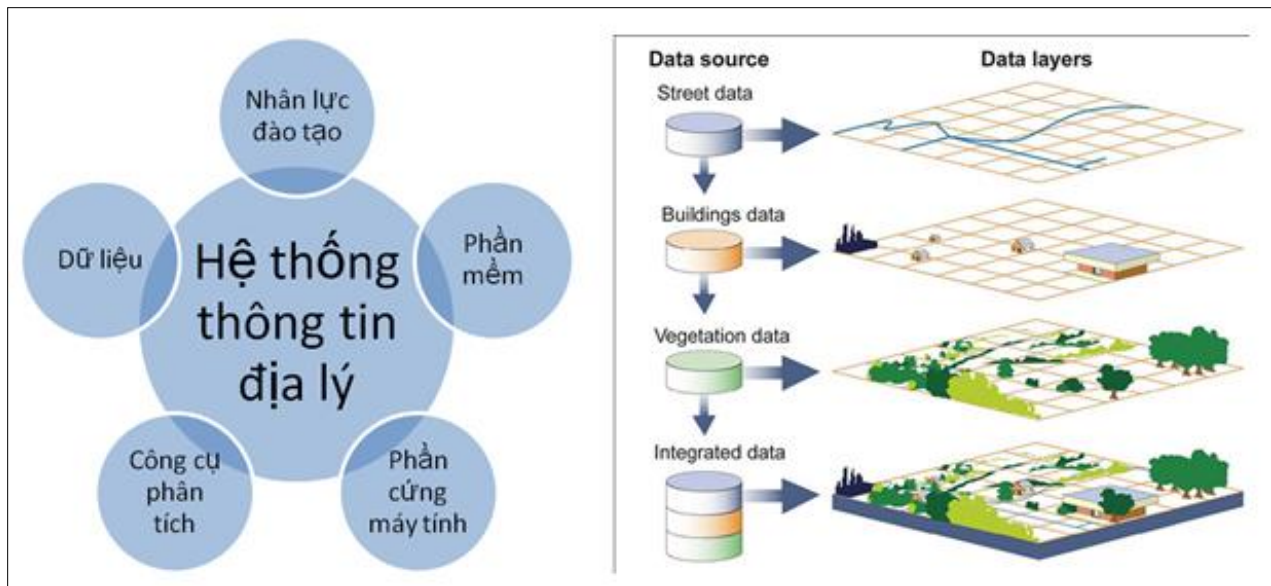 Nhân lực
đào tạo
Dữ liệu
Hệ thống
thông tin
địa lý
Phần
mềm
Công cụ
phân
tích
Phần
cứng
máy tính
Data source
Data layers
Street data
Buildings data
Vegetation data
Integrated data